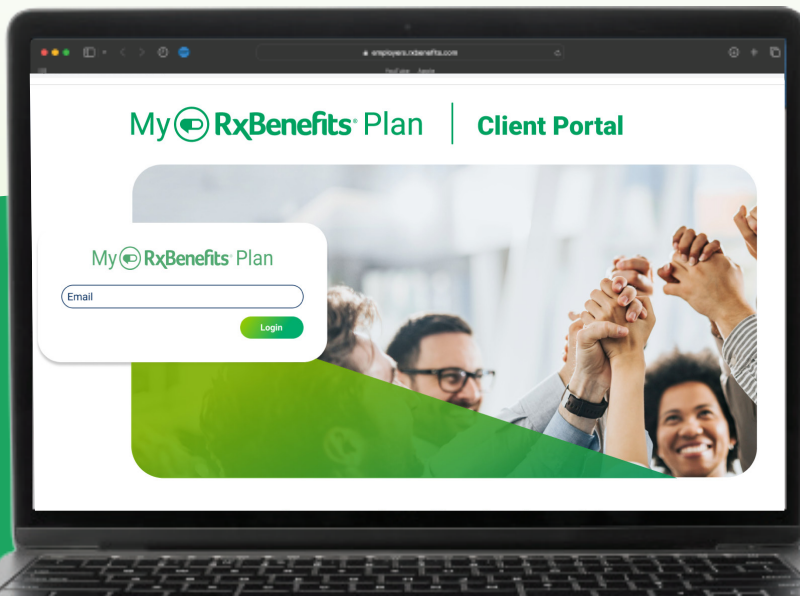 employers.rxbenefits.com
My RxBenefits® Plan | Client Portal
My RxBenefits® Plan
Email
Login